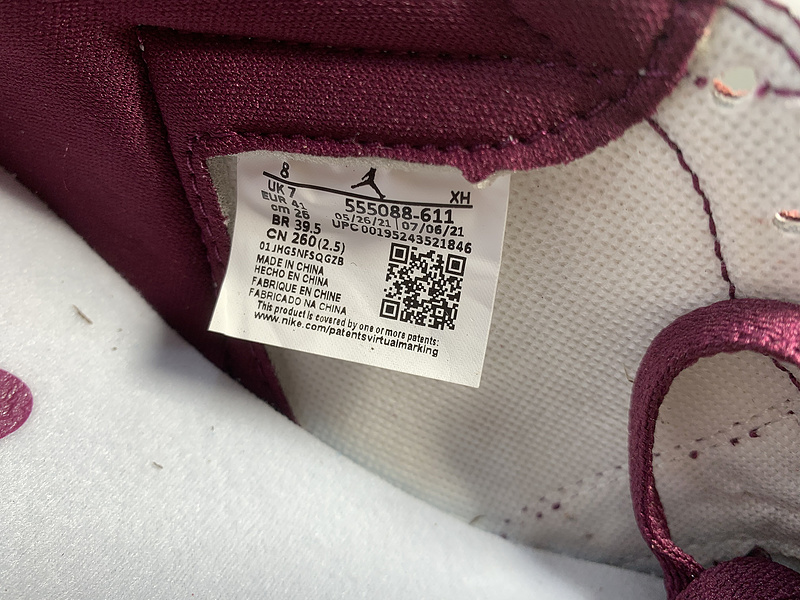 8
UK 7 XH
EUR 41 555088-611
cm 26 05/26/21 07/06/21
BR 39.5 UPC 00195243521846
CN 260(2.5)
01JHG5NFSQGZB
MADE IN CHINA
HECHO EN CHINA
FABRIQUE EN CHINE
FABRICADO NA CHINA
This product is covered by one or more patents:
www.nike.com/patentsvirtualmarking